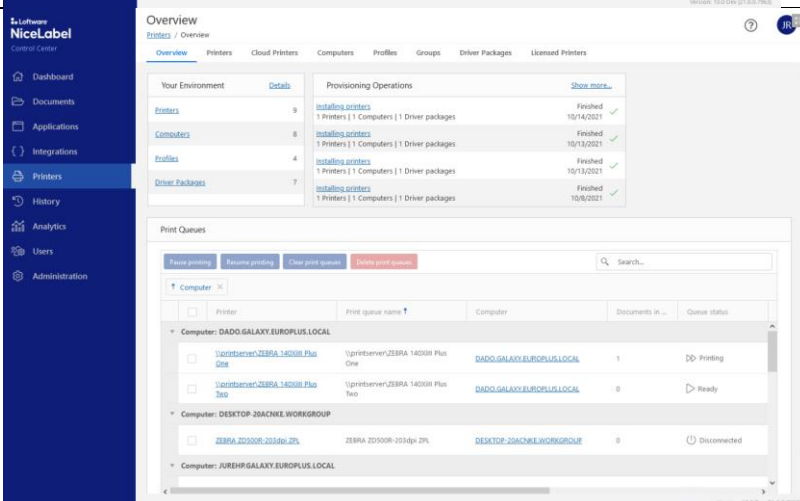 Version: 13.0 Dev (21.0.0.7963)
Loftware
NiceLabel
Control Center
Dashboard
Documents
Applications
{ } Integrations
Printers
History
Analytics
Users
Administration
Overview
Printers / Overview
JR
Overview Printers Cloud Printers Computers Profiles Groups Driver Packages Licensed Printers
Your Environment Details
Printers 9
Computers 8
Profiles 4
Driver Packages 7
Provisioning Operations Show more...
Installing printers Finished
1 Printers | 1 Computers | 1 Driver packages 10/14/2021
Installing printers Finished
1 Printers | 1 Computers | 1 Driver packages 10/13/2021
Installing printers Finished
1 Printers | 1 Computers | 1 Driver packages 10/13/2021
Installing printers Finished
1 Printers | 1 Computers | 1 Driver packages 10/8/2021
Print Queues
Pause printing Resume printing Clear print queues Delete print queues Search...
Computer
Printer Print queue name Computer Documents in ... Queue status
Computer: DADO.GALAXY.EUROPLUS.LOCAL
\\printserver\ZEBRA 140XiIII Plus One \\printserver\ZEBRA 140XiIII Plus One DADO.GALAXY.EUROPLUS.LOCAL 1 Printing
\\printserver\ZEBRA 140XiIII Plus Two \\printserver\ZEBRA 140XiIII Plus Two DADO.GALAXY.EUROPLUS.LOCAL 0 Ready
Computer: DESKTOP-20ACNKE.WORKGROUP
ZEBRA ZD500R-203dpi ZPL ZEBRA ZD500R-203dpi ZPL DESKTOP-20ACNKE.WORKGROUP 0 Disconnected
Computer: JUREHP.GALAXY.EUROPLUS.LOCAL